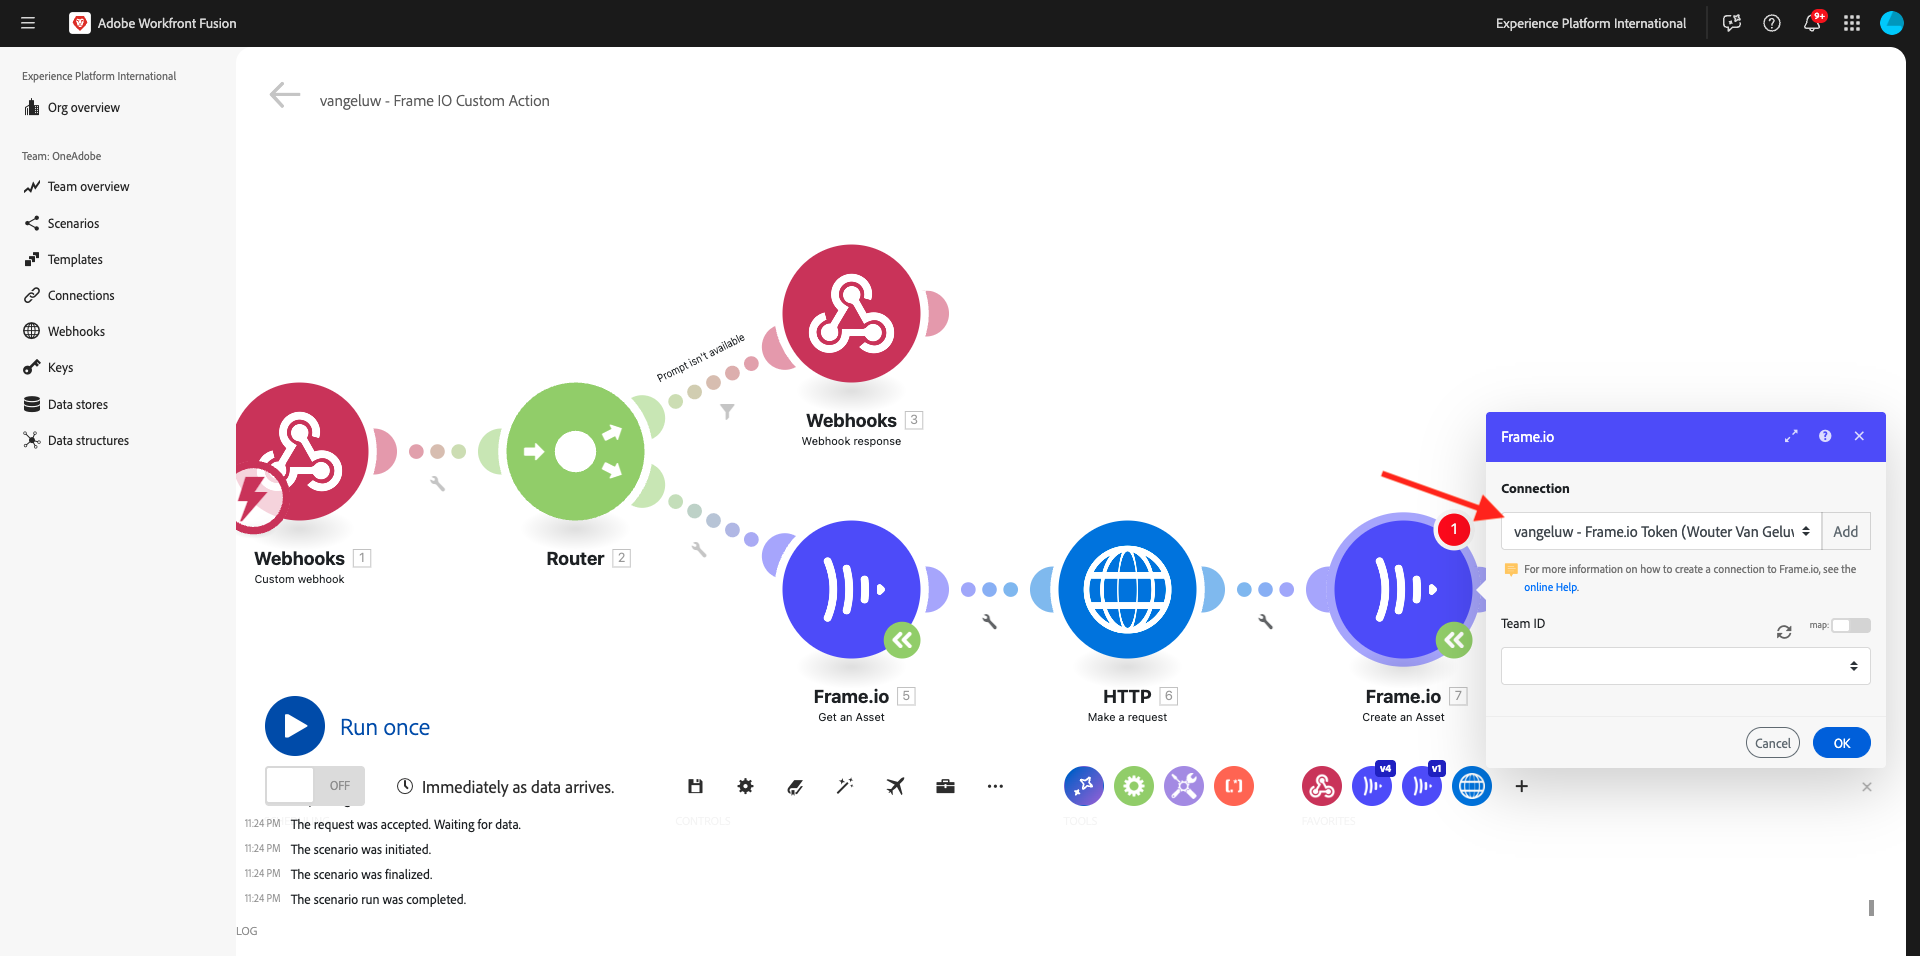 Adobe Workfront Fusion
Experience Platform International
9+
Experience Platform International
Org overview
Team: OneAdobe
Team overview
Scenarios
Templates
Connections
Webhooks
Keys
Data stores
Data structures
vangeluw - Frame IO Custom Action
Prompt isn't available
Webhooks 3
Webhook response
Webhooks 1
Custom webhook
Router 2
Frame.io 5
Get an Asset
HTTP 6
Make a request
1
Frame.io 7
Create an Asset
Frame.io
Connection
vangeluw - Frame.io Token (Wouter Van Geluw
Add
For more information on how to create a connection to Frame.io, see the
online Help.
Team ID
map:
Cancel
OK
Run once
OFF
Immediately as data arrives.
v4
v1
CONTROLS
TOOLS
FAVORITES
11:24 PM The request was accepted. Waiting for data.
11:24 PM The scenario was initiated.
11:24 PM The scenario was finalized.
11:24 PM The scenario run was completed.
LOG